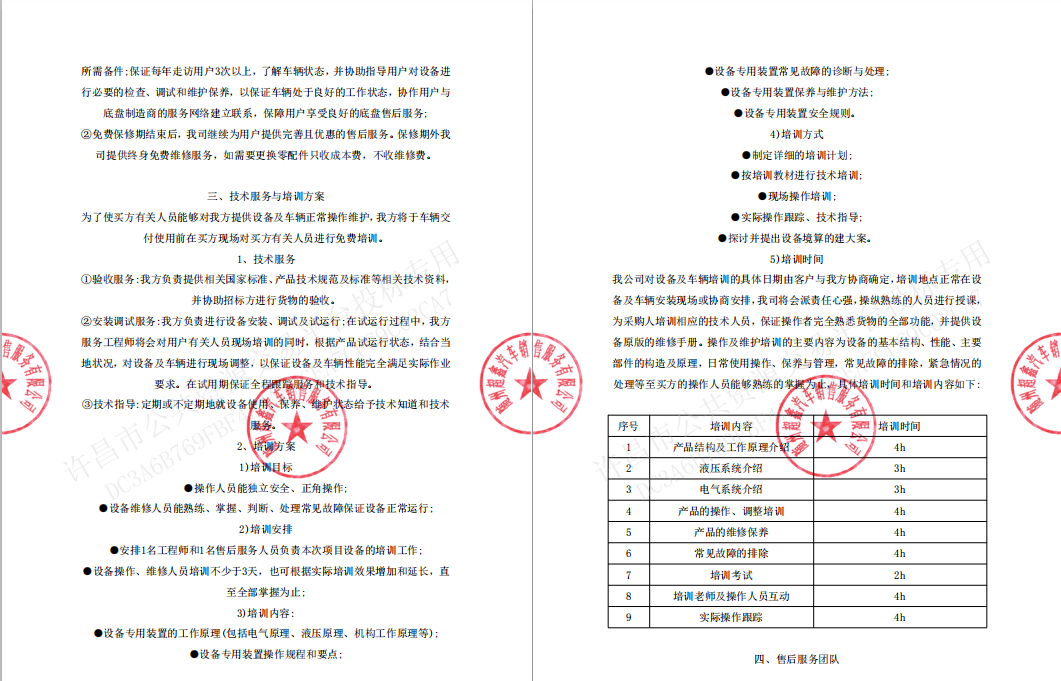 所需备件;保证每年走访用户3次以上，了解车辆状态，并协助指导用户对设备进
行必要的检查、调试和维护保养，以保证车辆处于良好的工作状态，协作用户与
底盘制造商的服务网络建立联系，保障用户享受良好的底盘售后服务;
②免费保修期结束后，我司继续为用户提供完善且优惠的售后服务。保修期外我
司提供终身免费维修服务，如需要更换零配件只收成本费，不收维修费。
三、技术服务与培训方案
为了使买方有关人员能够对我方提供设备及车辆正常操作维护，我方将于车辆交
付使用前在买方现场对买方有关人员进行免费培训。
1、技术服务
①验收服务:我方负责提供相关国家标准、产品技术规范及标准等相关技术资料，
并协助招标方进行货物的验收。
②安装调试服务:我方负责进行设备安装、调试及试运行;在试运行过程中，我方
服务工程师将会对用户有关人员现场培训的同时，根据产品试运行状态，结合当
地状况，对设备及车辆进行现场调整，以保证设备及车辆性能完全满足实际作业
要求。在试用期保证全程跟踪服务和技术指导。
③技术指导:定期或不定期地就设备使用、保养、维护状态给予技术知道和技术
服务。
2、培训方案
1)培训目标
●操作人员能独立安全、正角操作;
●设备维修人员能熟练、掌握、判断、处理常见故障保证设备正常运行;
2)培训安排
●安排1名工程师和1名售后服务人员负责本次项目设备的培训工作;
●设备操作、维修人员培训不少于3天，也可根据实际培训效果增加和延长，直
至全部掌握为止;
3)培训内容:
●设备专用装置的工作原理(包括电气原理、液压原理、机构工作原理等);
●设备专用装置操作规程和要点;
●设备专用装置常见故障的诊断与处理;
●设备专用装置保养与维护方法;
●设备专用装置安全规则。
4)培训方式
●制定详细的培训计划;
●按培训教材进行技术培训;
●现场操作培训;
●实际操作跟踪、技术指导;
●探讨并提出设备境算的建大案。
5)培训时间
我公司对设备及车辆培训的具体日期由客户与我方协商确定，培训地点正常在设
备及车辆安装现场或协商安排，我司将会派责任心强，操纵熟练的人员进行授课，
为采购人培训相应的技术人员，保证操作者完全熟悉货物的全部功能，并提供设
备原版的维修手册。操作及维护培训的主要内容为设备的基本结构、性能、主要
部件的构造及原理，日常使用操作、保养与管理，常见故障的排除，紧急情况的
处理等至买方的操作人员能够熟练的掌握为止，具体培训时间和培训内容如下:
序号 培训内容 培训时间
1 产品结构及工作原理介绍 4h
2 液压系统介绍 3h
3 电气系统介绍 3h
4 产品的操作、调整培训 4h
5 产品的维修保养 4h
6 常见故障的排除 4h
7 培训考试 2h
8 培训老师及操作人员互动 4h
9 实际操作跟踪 4h
四、售后服务团队